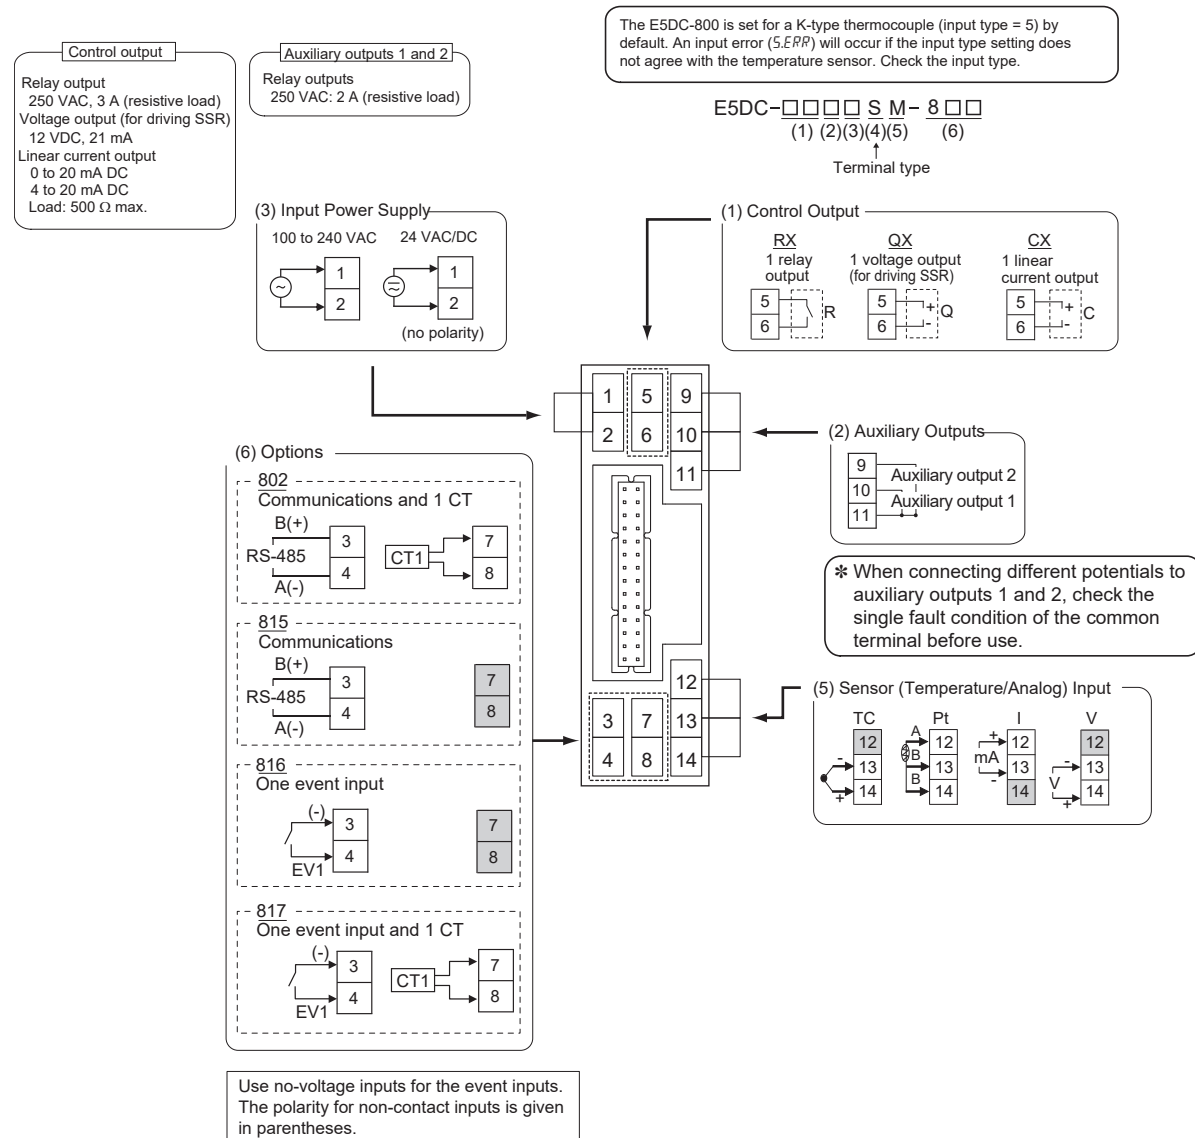 Control output
Relay output
250 VAC, 3 A (resistive load)
Voltage output (for driving SSR)
12 VDC, 21 mA
Linear current output
0 to 20 mA DC
4 to 20 mA DC
Load: 500 Ω max.
Auxiliary outputs 1 and 2
Relay outputs
250 VAC: 2 A (resistive load)
The E5DC-800 is set for a K-type thermocouple (input type = 5) by
default. An input error (S.ERR) will occur if the input type setting does
not agree with the temperature sensor. Check the input type.
E5DC-□□□□ S M- 8 □□
(1) (2)(3)(4)(5) (6)
Terminal type
(3) Input Power Supply
100 to 240 VAC 24 VAC/DC
1 1
2 2
(no polarity)
(1) Control Output
RX QX CX
1 relay output
1 voltage output (for driving SSR)
1 linear current output
5 5 + 5 +
R Q C
6 6 - 6 -
1 5 9
2 6 10
11
(2) Auxiliary Outputs
9
Auxiliary output 2
10
Auxiliary output 1
11
✽ When connecting different potentials to
auxiliary outputs 1 and 2, check the
single fault condition of the common
terminal before use.
(6) Options
802
Communications and 1 CT
B(+)
3 7
RS-485 CT1
4 8
A(-)
815
Communications
B(+)
3 7
RS-485
4 8
A(-)
816
One event input
(-)
3 7
4 8
EV1
817
One event input and 1 CT
(-)
3 7
CT1
4 8
EV1
12
3 7 13
4 8 14
(5) Sensor (Temperature/Analog) Input
TC Pt I V
12 A 12 + 12 12
- 13 B 13 mA 13 - 13
V
+ 14 B 14 - 14 + 14
Use no-voltage inputs for the event inputs.
The polarity for non-contact inputs is given
in parentheses.